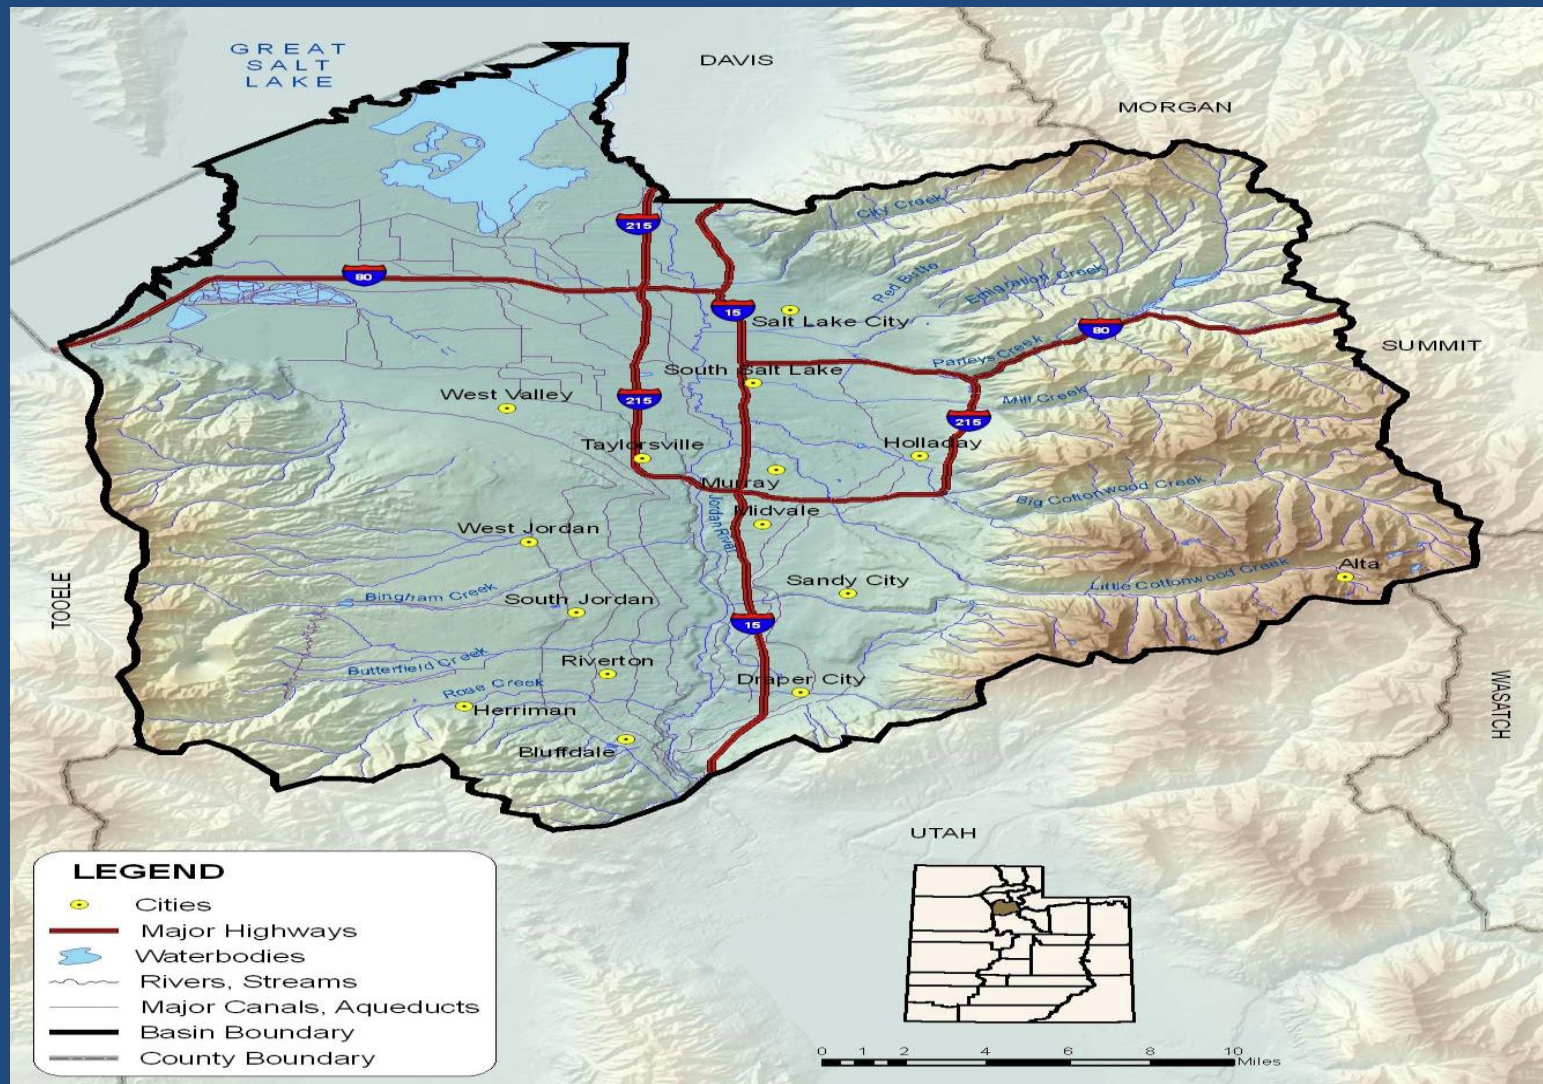 GREAT
SALT
LAKE
DAVIS
MORGAN
City Creek
215
80
Red Butte
Emigration Creek
15
Salt Lake City
80
Parleys Creek
SUMMIT
South Salt Lake
West Valley
215
Mill Creek
215
Taylorsville
Holladay
Murray
Big Cottonwood Creek
Jordan River
Midvale
West Jordan
Alta
Sandy City
Little Cottonwood Creek
TOOELE
Bingham Creek
South Jordan
15
Riverton
Butterfield Creek
Draper City
Rose Creek
Herriman
WASATCH
Bluffdale
UTAH
LEGEND
Cities
Major Highways
Waterbodies
Rivers, Streams
Major Canals, Aqueducts
Basin Boundary
County Boundary
0 1 2 4 6 8 10
Miles